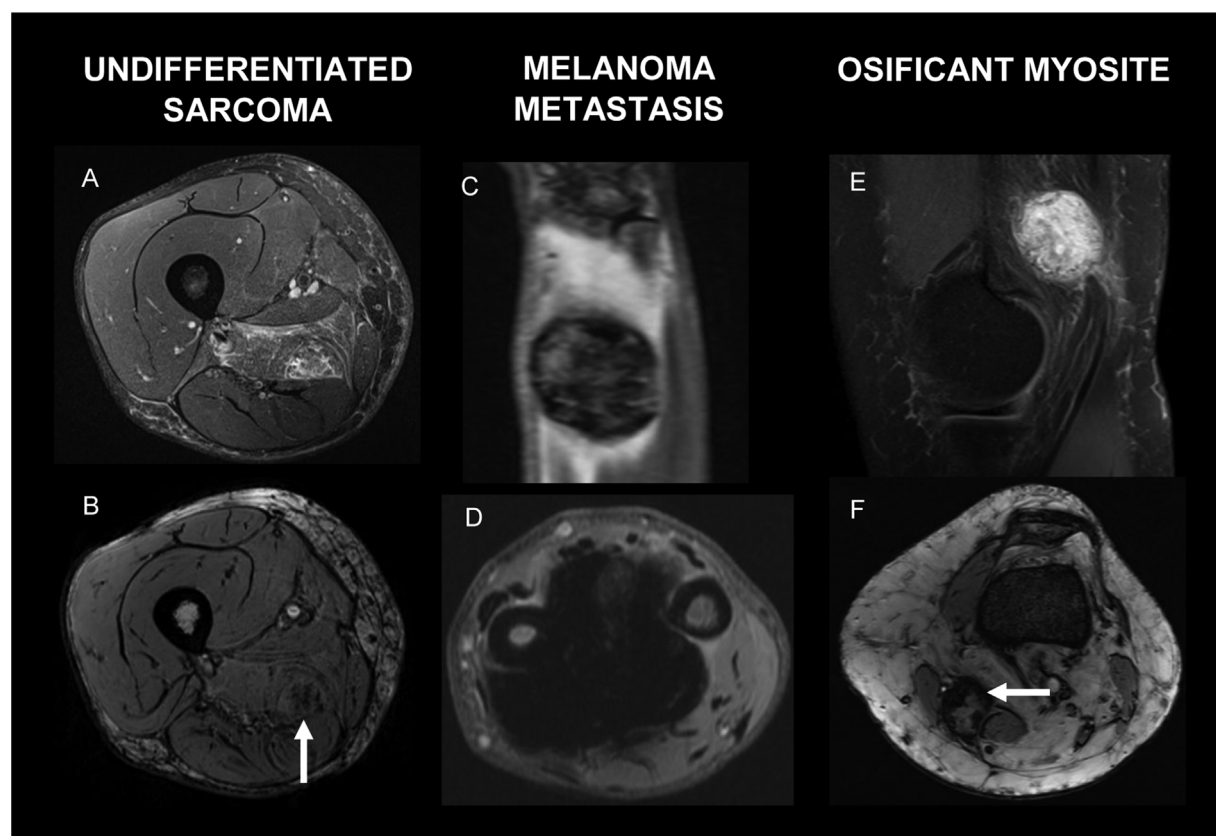 UNDIFFERENTIATED
SARCOMA
MELANOMA
METASTASIS
OSIFICANT MYOSITE
A
B
C
D
E
F